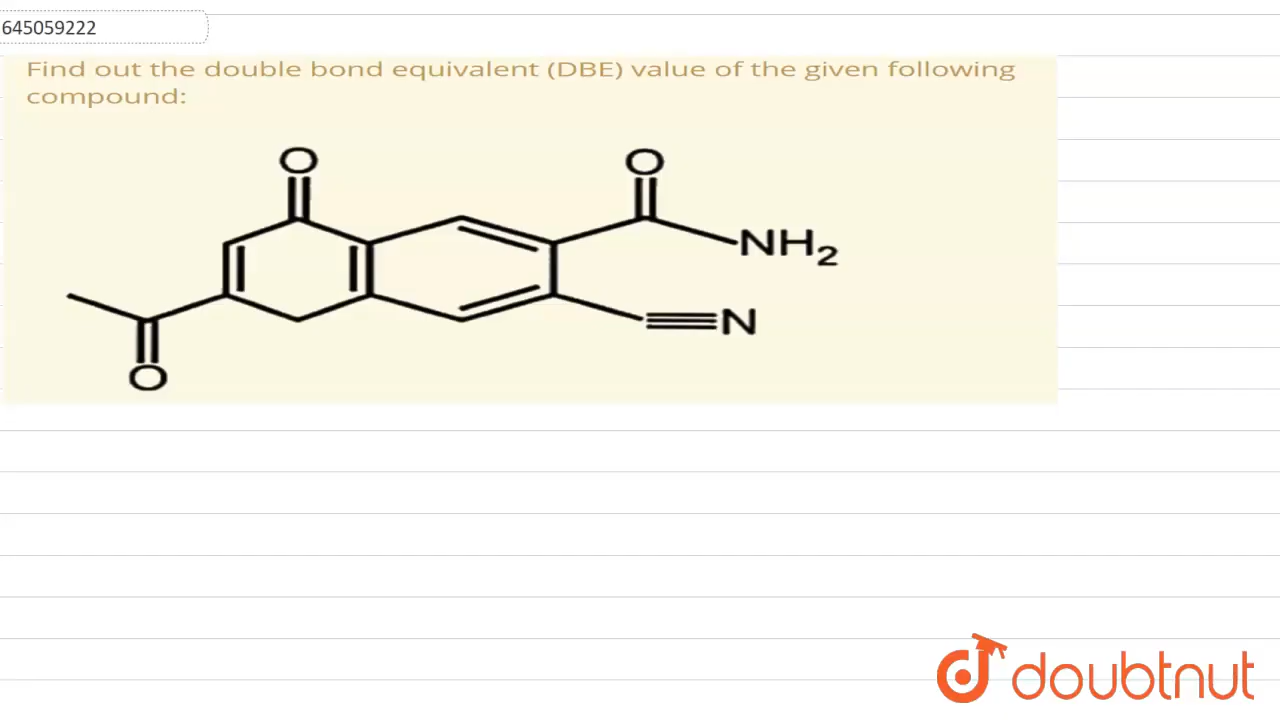 645059222
Find out the double bond equivalent (DBE) value of the given following
compound:
O
O
NH2
N
O
doubtnut